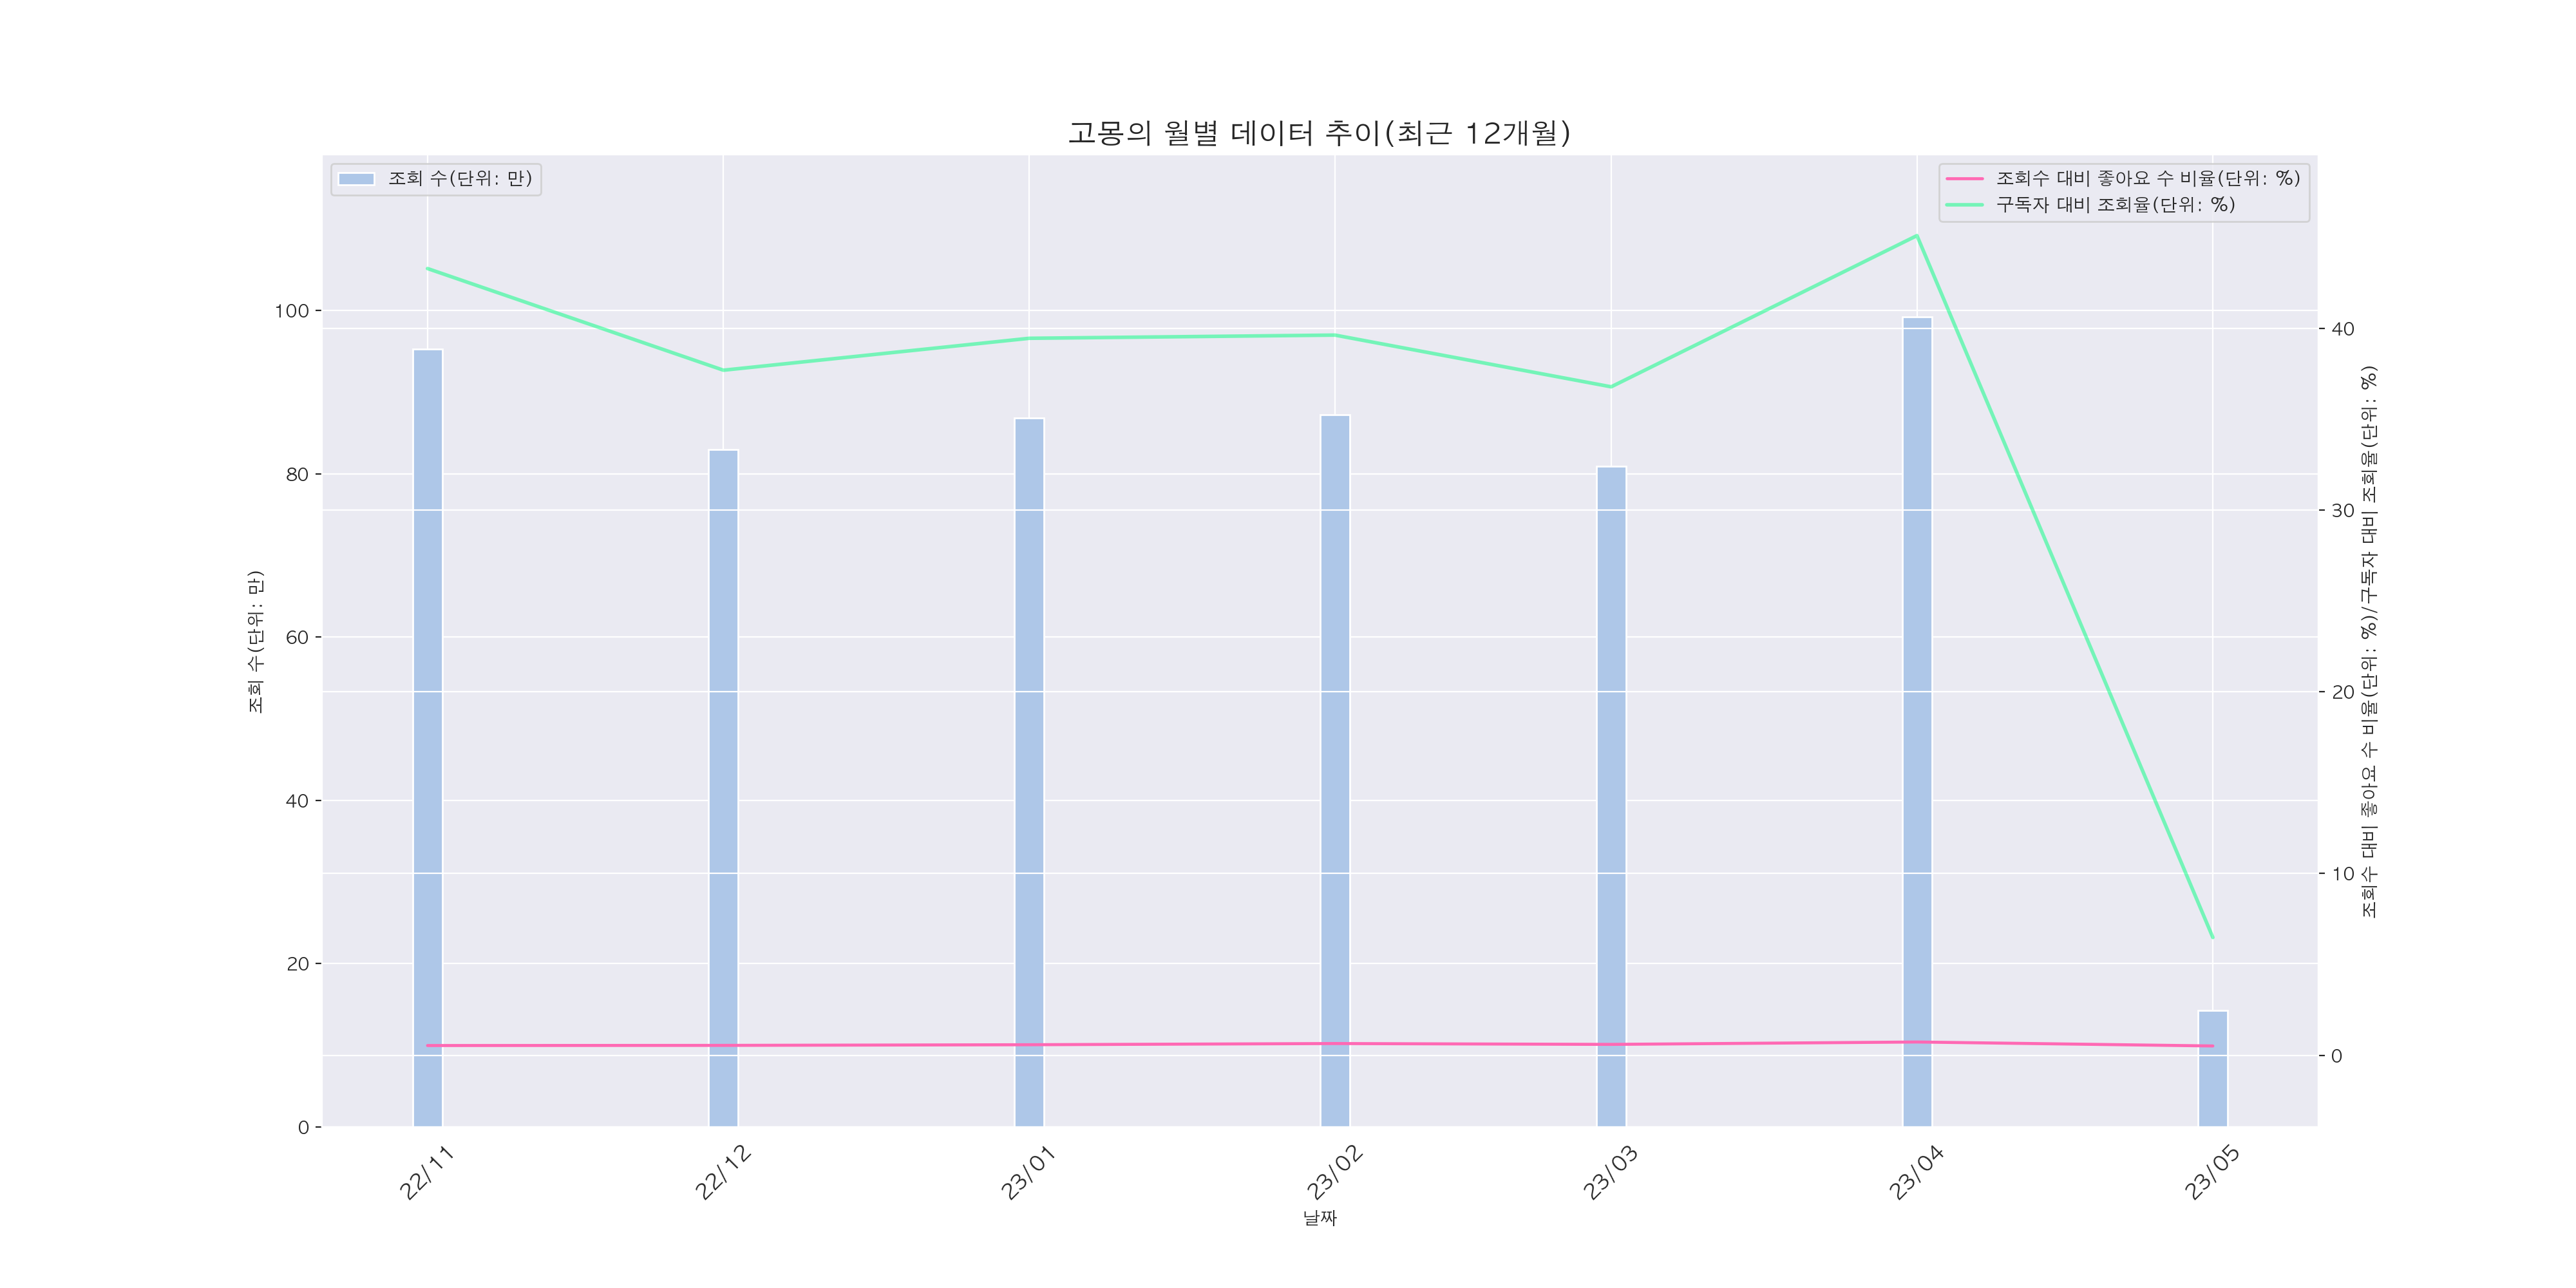 고몽의 월별 데이터 추이(최근 12개월)
조회 수(단위: 만)
조회수 대비 좋아요 수 비율(단위: %)
구독자 대비 조회율(단위: %)
100
80
60
40
20
0
조회 수(단위: 만)
40
30
20
10
0
조회수 대비 좋아요 수 비율(단위: %)/구독자 대비 조회율(단위: %)
22/11
22/12
23/01
23/02
23/03
23/04
23/05
날짜